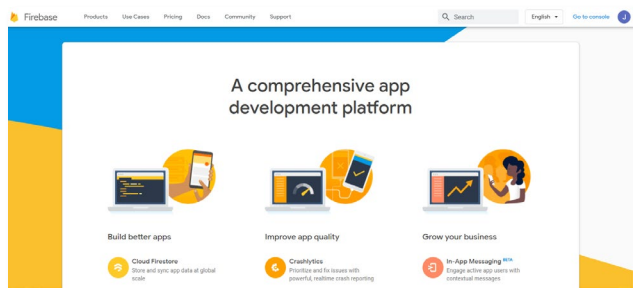 Firebase Products Use Cases Pricing Docs Community Support Search English Go to console J
A comprehensive app
development platform
Build better apps
Improve app quality
Grow your business
Cloud Firestore
Store and sync app data at global
scale
Crashlytics
Prioritize and fix issues with
powerful, realtime crash reporting
In-App Messaging BETA
Engage active app users with
contextual messages